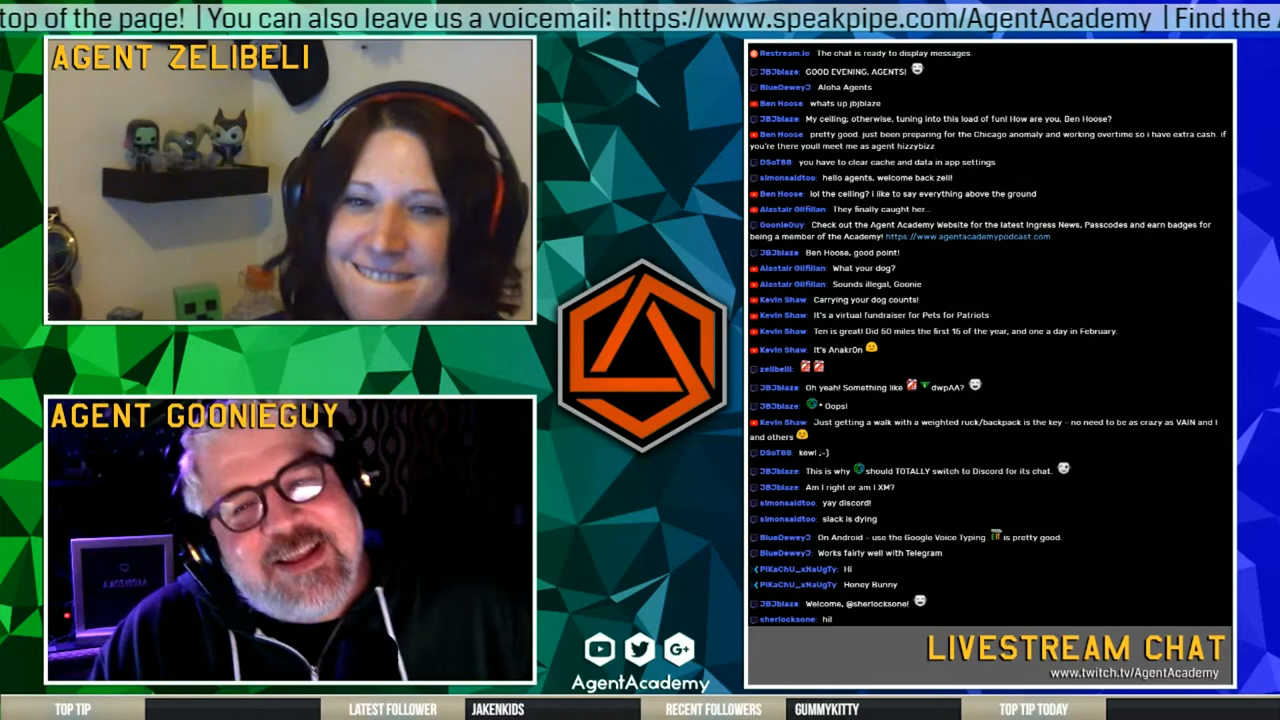 top of the page! | You can also leave us a voicemail: https://www.speakpipe.com/AgentAcademy | Find the
AGENT ZELIBELI
AGENT GOONIEGUY
AgentAcademy
Restream.io The chat is ready to display messages.
JBJblaze: GOOD EVENING, AGENTS!
BlueDeweyJ Aloha Agents
Ben Hoose whats up jbjblaze
JBJblaze: My ceiling; otherwise, tuning into this load of fun! How are you, Ben Hoose?
Ben Hoose pretty good. just been preparing for the Chicago anomaly and working overtime so i have extra cash. if
you're there youll meet me as agent hizzybizz
DSoT88: you have to clear cache and data in app settings
simonsaidtoo: hello agents, welcome back zeli!
Ben Hoose lol the ceiling? i like to say everything above the ground
Alastair Gilfillan: They finally caught her...
GoonieGuy: Check out the Agent Academy Website for the latest Ingress News, Passcodes and earn badges for
being a member of the Academy! https://www.agentacademypodcast.com
JBJblaze: Ben Hoose, good point!
Alastair Gilfillan: What your dog?
Alastair Gilfillan: Sounds illegal, Goonie
Kevin Shaw Carrying your dog counts!
Kevin Shaw It's a virtual fundraiser for Pets for Patriots
Kevin Shaw Ten is great! Did 50 miles the first 15 of the year, and one a day in February.
Kevin Shaw It's Anakr0n
zelibeli:
JBJblaze: Oh yeah! Something like dwpAA?
JBJblaze: * Oops!
Kevin Shaw Just getting a walk with a weighted ruck/backpack is the key - no need to be as crazy as VAIN and I
and others
DSoT88: kewl ,-)
JBJblaze: This is why should TOTALLY switch to Discord for its chat.
JBJblaze: Am I right or am I XM?
simonsaidtoo: yay discord!
simonsaidtoo: slack is dying
BlueDeweyJ On Android - use the Google Voice Typing. is pretty good.
BlueDeweyJ Works fairly well with Telegram
PiKaChU_xNaUgTy: Hi
PiKaChU_xNaUgTy: Honey Bunny
JBJblaze: Welcome, @sherlocksone!
sherlocksone: hi!
LIVESTREAM CHAT
www.twitch.tv/AgentAcademy
TOP TIP LATEST FOLLOWER JAKENKIDS RECENT FOLLOWERS GUMMYKITTY TOP TIP TODAY